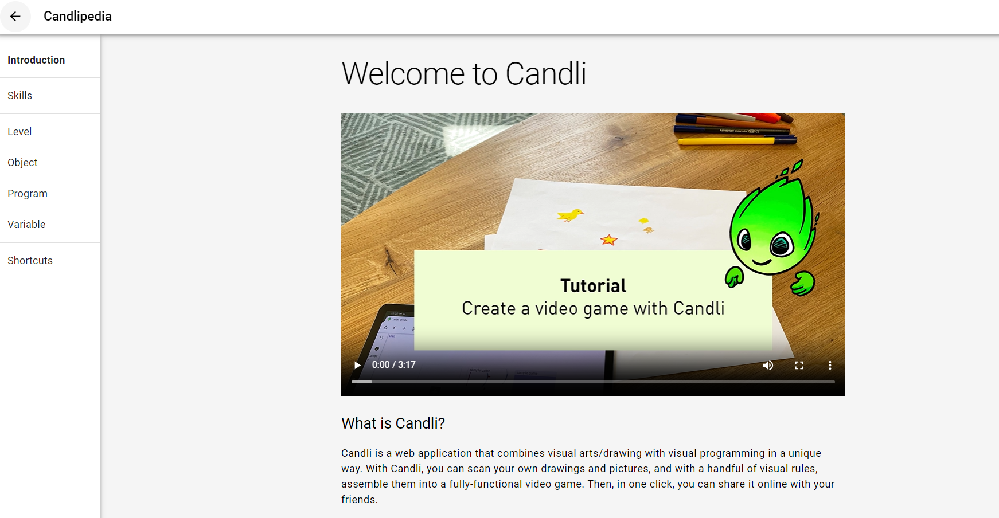 Candlipedia
Introduction
Skills
Level
Object
Program
Variable
Shortcuts
Welcome to Candli
Tutorial
Create a video game with Candli
Candli Create
0:00 / 3:17
What is Candli?
Candli is a web application that combines visual arts/drawing with visual programming in a unique
way. With Candli, you can scan your own drawings and pictures, and with a handful of visual rules,
assemble them into a fully-functional video game. Then, in one click, you can share it online with your
friends.